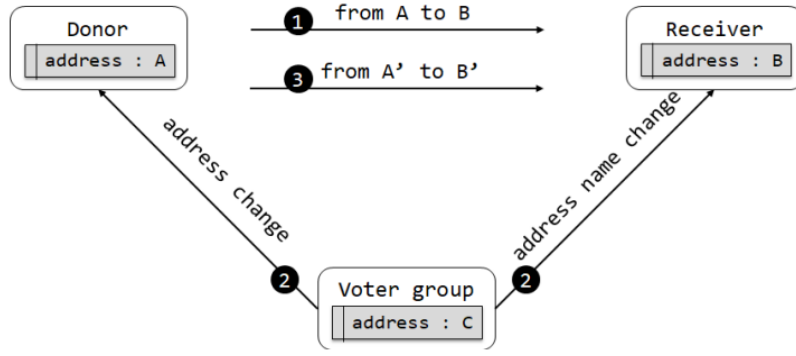 Donor
address : A
1
from A to B
3
from A’ to B’
Receiver
address : B
address change
2
address name change
2
Voter group
address : C